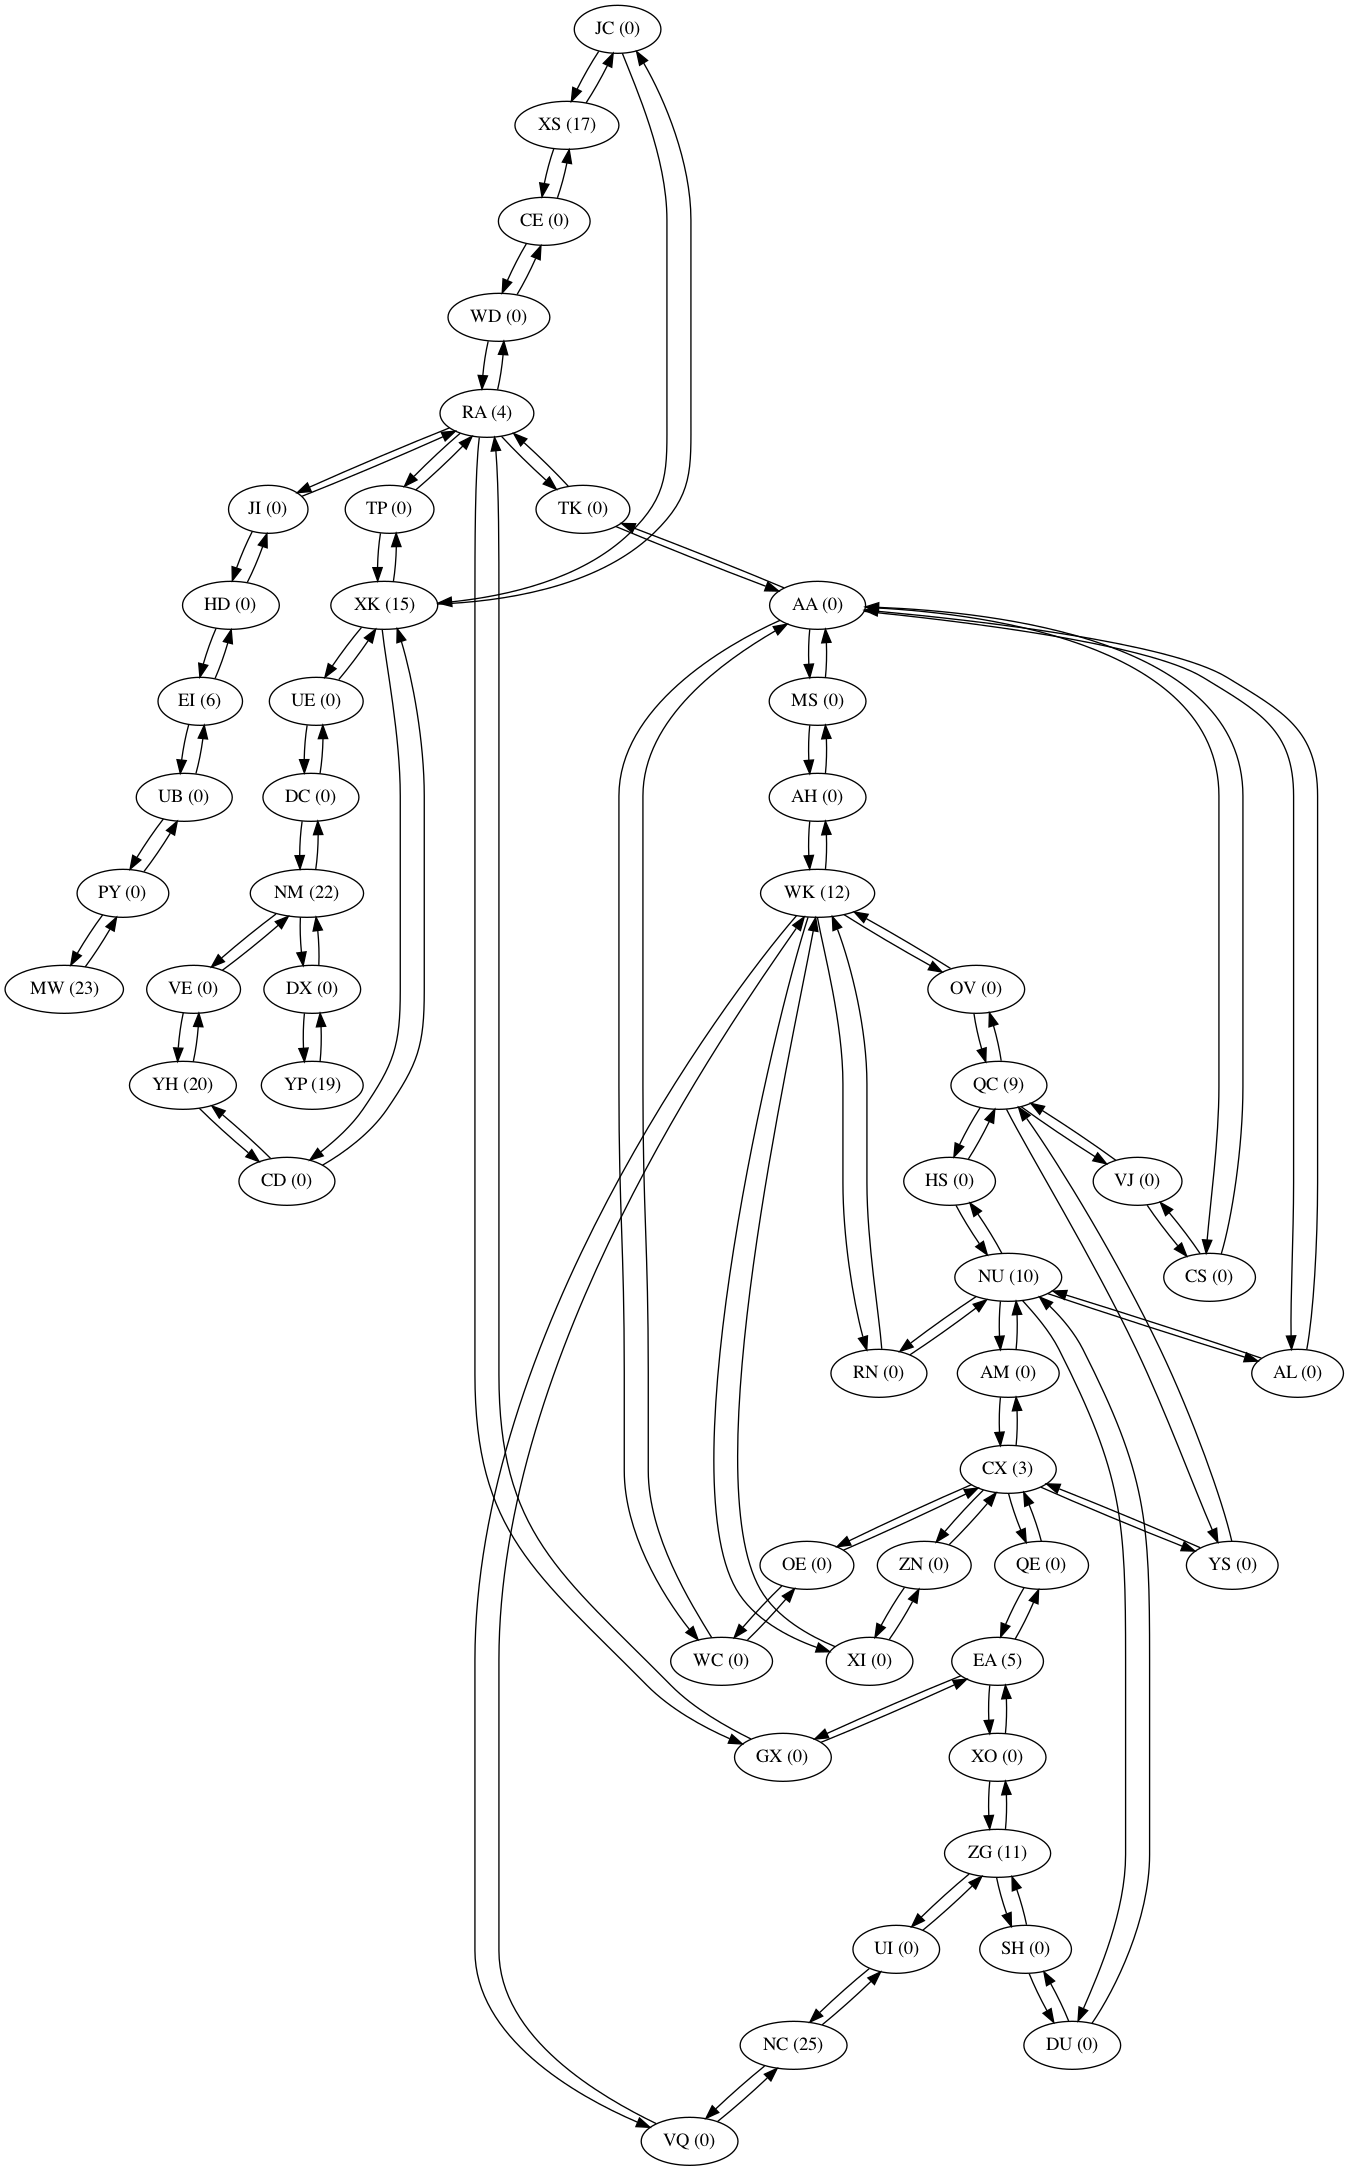 JC (0)
XS (17)
CE (0)
WD (0)
RA (4)
JI (0)
TP (0)
TK (0)
HD (0)
XK (15)
AA (0)
EI (6)
UE (0)
MS (0)
UB (0)
DC (0)
AH (0)
PY (0)
NM (22)
WK (12)
MW (23)
VE (0)
DX (0)
OV (0)
YH (20)
YP (19)
QC (9)
CD (0)
HS (0)
VJ (0)
NU (10)
CS (0)
RN (0)
AM (0)
AL (0)
CX (3)
OE (0)
ZN (0)
QE (0)
YS (0)
WC (0)
XI (0)
EA (5)
GX (0)
XO (0)
ZG (11)
UI (0)
SH (0)
NC (25)
DU (0)
VQ (0)